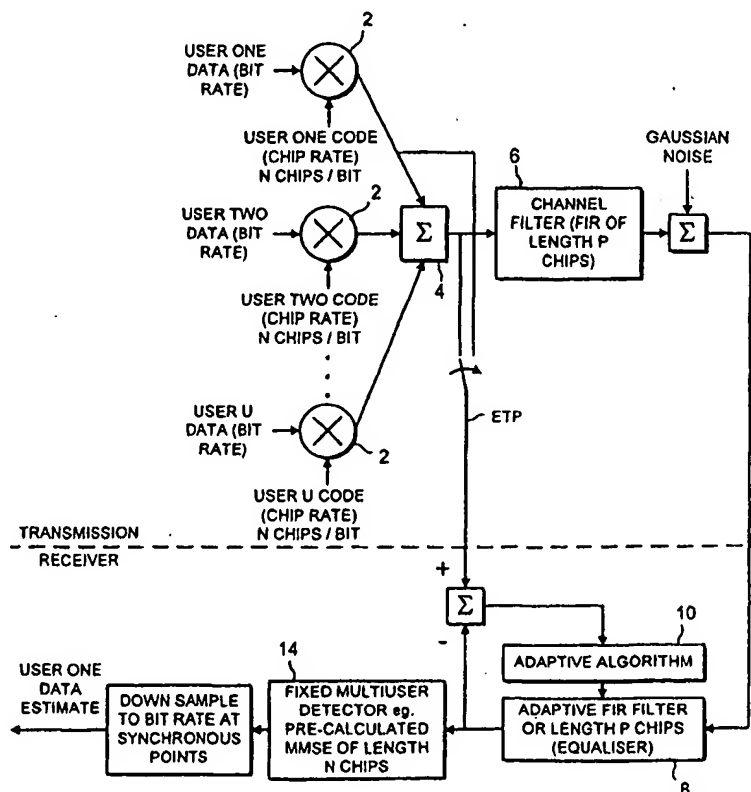 2
USER ONE
DATA (BIT
RATE)
USER ONE CODE
(CHIP RATE)
N CHIPS / BIT
2
USER TWO
DATA (BIT
RATE)
USER TWO CODE
(CHIP RATE)
N CHIPS / BIT
USER U
DATA (BIT
RATE)
2
USER U CODE
(CHIP RATE)
N CHIPS / BIT
Σ
4
6
CHANNEL
FILTER (FIR OF
LENGTH P
CHIPS)
GAUSSIAN
NOISE
Σ
ETP
TRANSMISSION
RECEIVER
+
Σ
-
10
ADAPTIVE ALGORITHM
ADAPTIVE FIR FILTER
OR LENGTH P CHIPS
(EQUALISER)
8
14
FIXED MULTIUSER
DETECTOR eg.
PRE-CALCULATED
MMSE OF LENGTH
N CHIPS
DOWN SAMPLE
TO BIT RATE AT
SYNCHRONOUS
POINTS
USER ONE
DATA
ESTIMATE